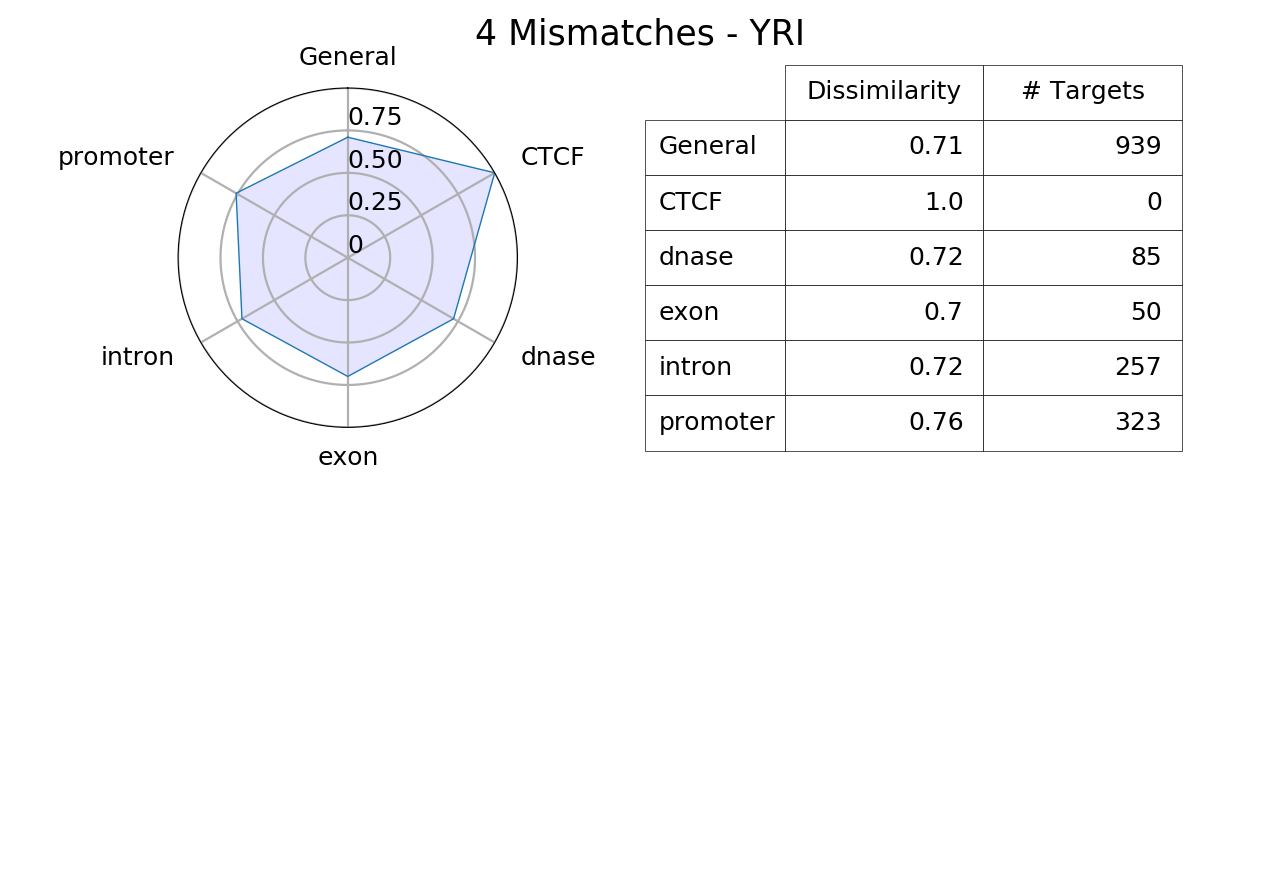 4 Mismatches - YRI
General
promoter
CTCF
intron
dnase
exon
0.75
0.50
0.25
0
Dissimilarity # Targets
General 0.71 939
CTCF 1.0 0
dnase 0.72 85
exon 0.7 50
intron 0.72 257
promoter 0.76 323